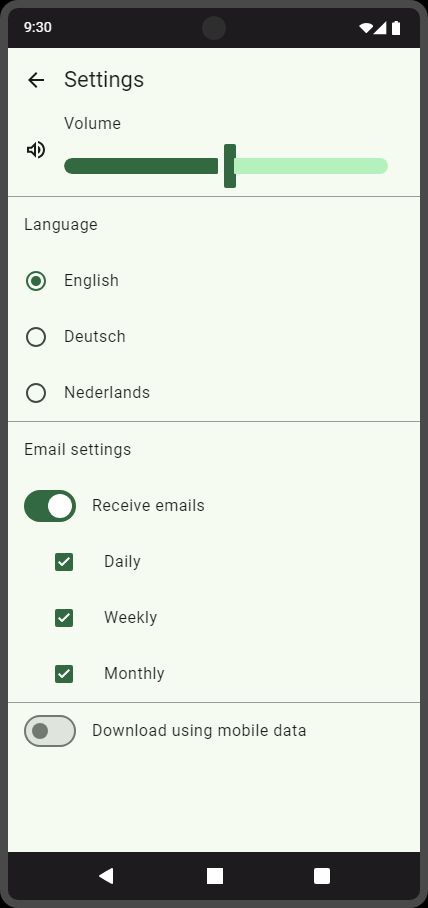 9:30
Settings
Volume
Language
English
Deutsch
Nederlands
Email settings
Receive emails
Daily
Weekly
Monthly
Download using mobile data